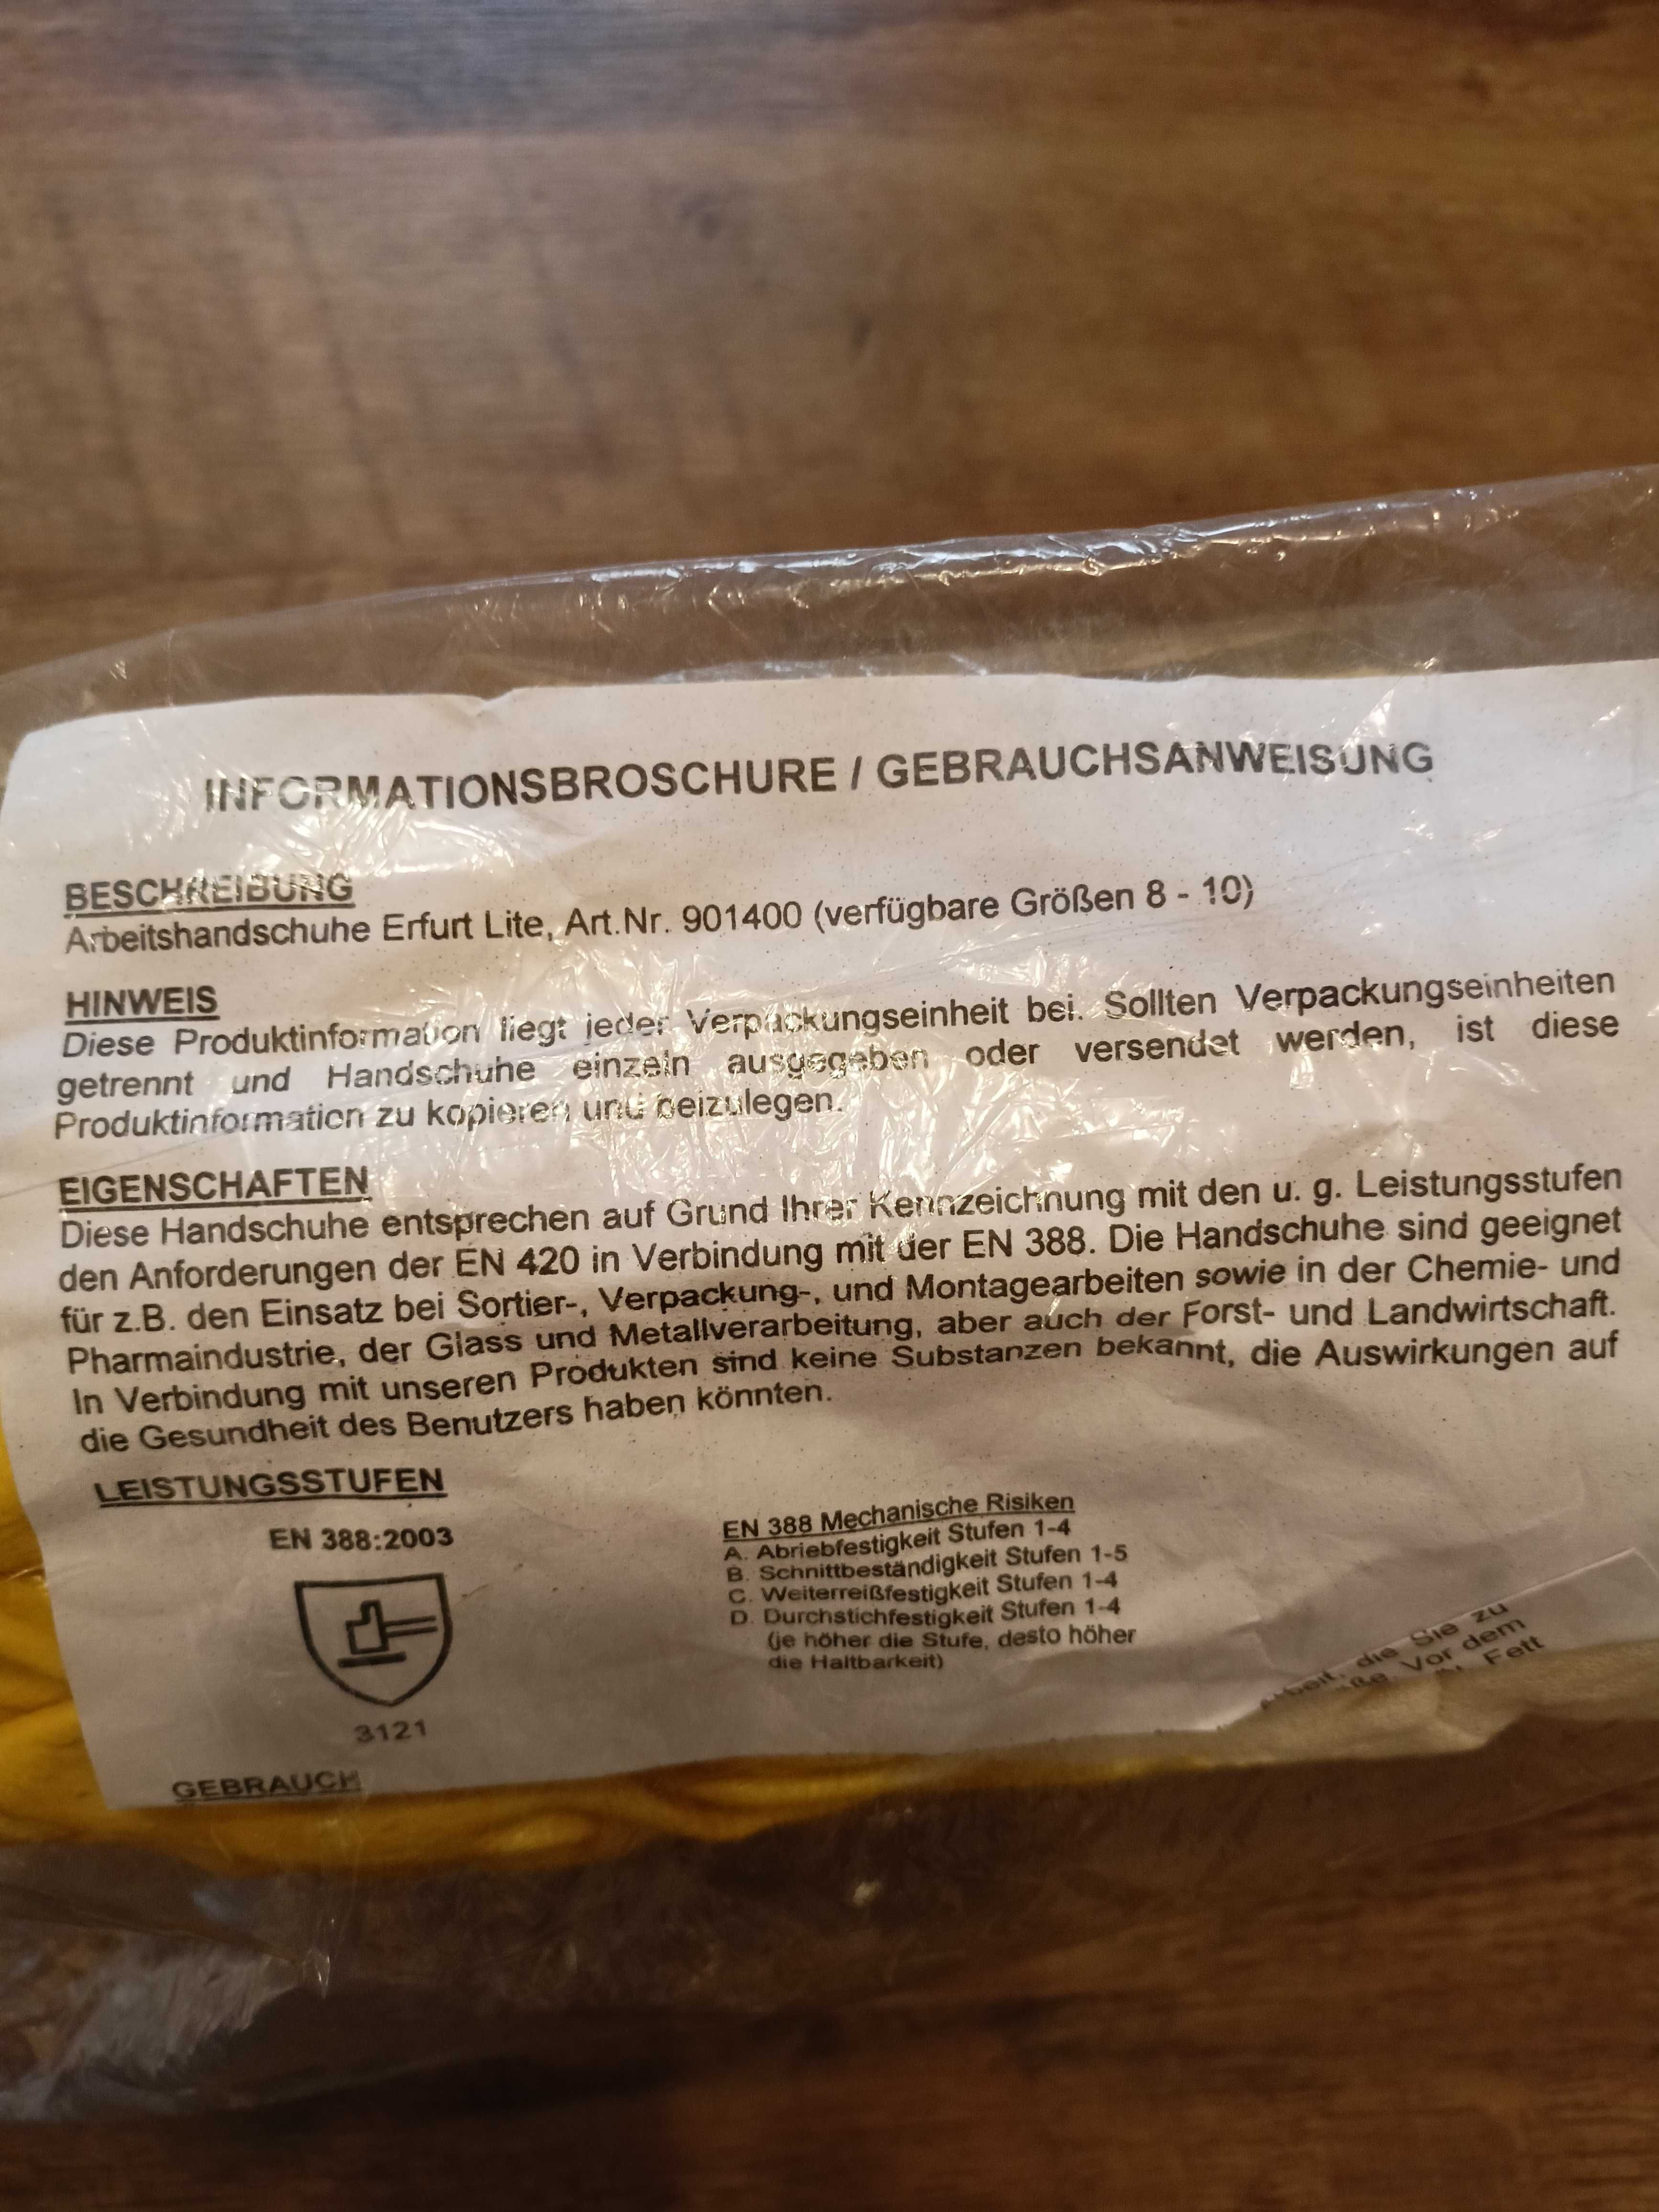 INFORMATIONSBROSCHURE / GEBRAUCHSANWEISUNG
BESCHREIBUNG
Arbeitshandschuhe Erfurt Lite, Art.Nr. 901400 (verfügbare Größen 8 - 10)
HINWEIS
Diese Produktinformation liegt jeder Verpackungseinheit bei. Sollten Verpackungseinheiten
getrennt und Handschuhe einzeln ausgegeben oder versendet werden, ist diese
Produktinformation zu kopieren und beizulegen.
EIGENSCHAFTEN
Diese Handschuhe entsprechen auf Grund Ihrer Kennzeichnung mit den u. g. Leistungsstufen
den Anforderungen der EN 420 in Verbindung mit der EN 388. Die Handschuhe sind geeignet
für z.B. den Einsatz bei Sortier-, Verpackung-, und Montagearbeiten sowie in der Chemie- und
Pharmaindustrie, der Glass und Metallverarbeitung, aber auch der Forst- und Landwirtschaft.
In Verbindung mit unseren Produkten sind keine Substanzen bekannt, die Auswirkungen auf
die Gesundheit des Benutzers haben könnten.
LEISTUNGSSTUFEN
EN 388:2003
3121
EN 388 Mechanische Risiken
A. Abriebfestigkeit Stufen 1-4
B. Schnittbeständigkeit Stufen 1-5
C. Weiterreißfestigkeit Stufen 1-4
D. Durchstichfestigkeit Stufen 1-4
(je höher die Stufe, desto höher
die Haltbarkeit)
die Sie zu
Vor dem
Fett
GEBRAUCH